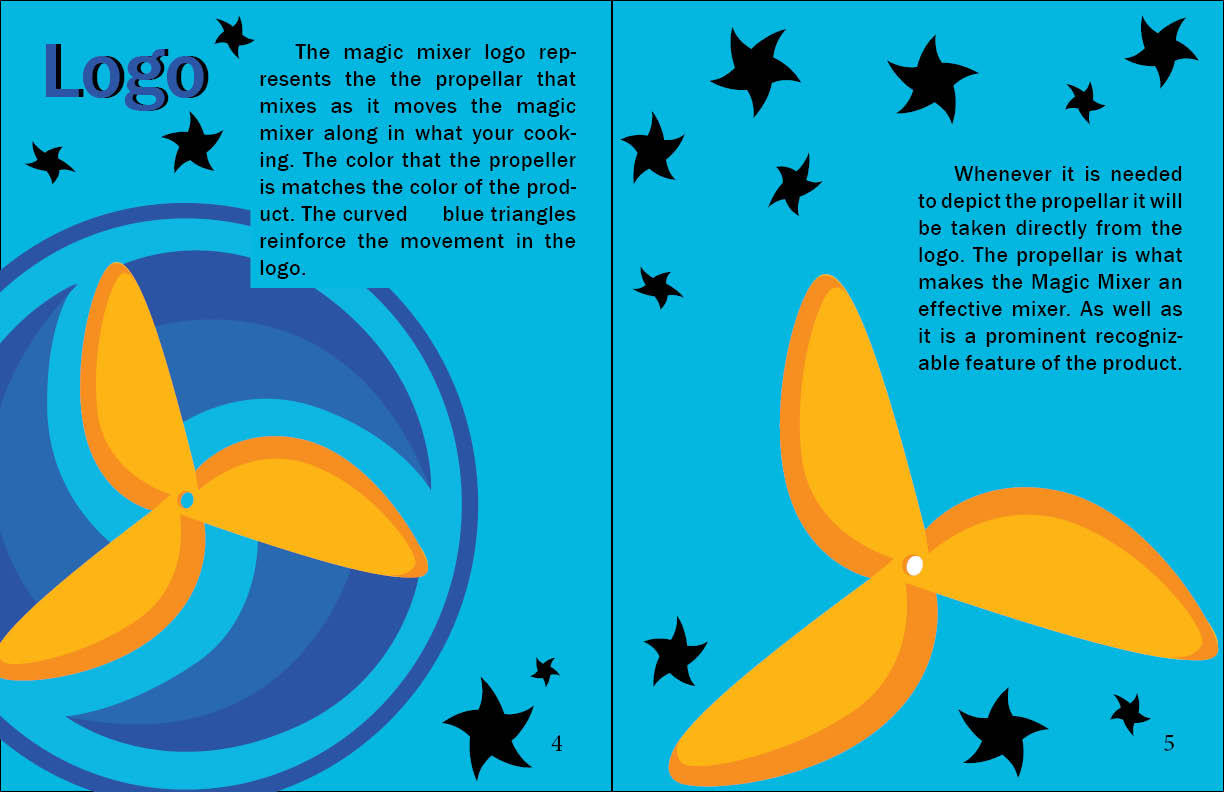 Logo
The magic mixer logo rep-
resents the the propellar that
mixes as it moves the magic
mixer along in what your cook-
ing. The color that the propeller
is matches the color of the prod-
uct. The curved blue triangles
reinforce the movement in the
logo.
4
Whenever it is needed
to depict the propellar it will
be taken directly from the
logo. The propellar is what
makes the Magic Mixer an
effective mixer. As well as
it is a prominent recogniz-
able feature of the product.
5